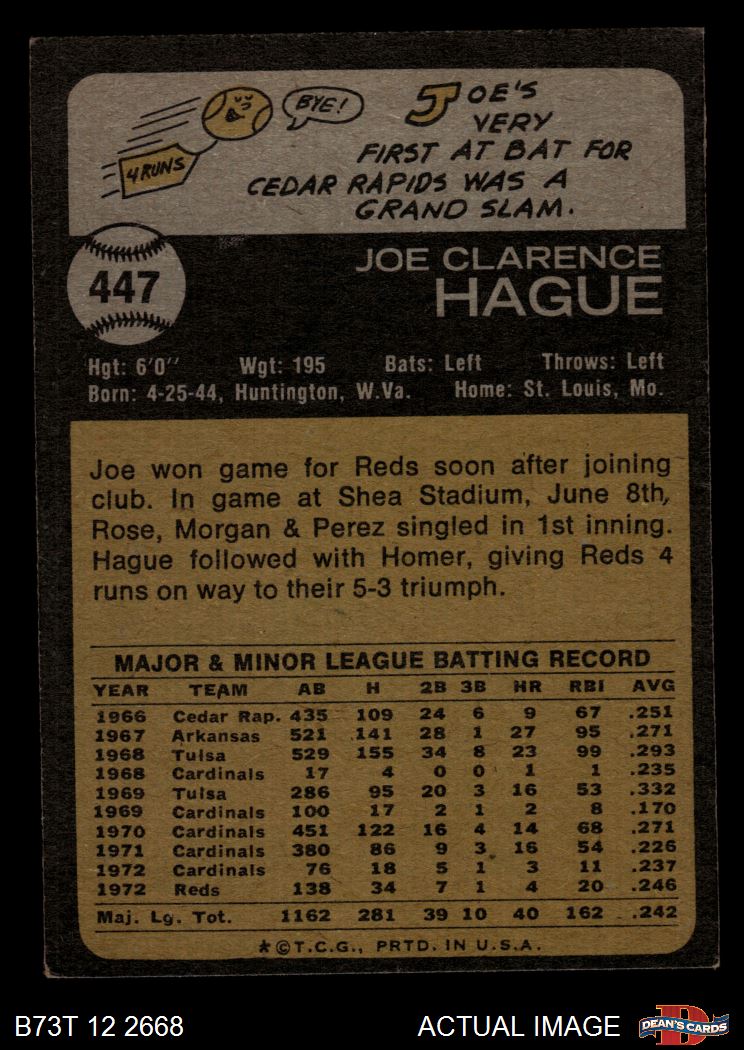 4 RUNS
BYE!
JOE'S
VERY
FIRST AT BAT FOR
CEDAR RAPIDS WAS A
GRAND SLAM.
447
JOE CLARENCE
HAGUE
Hgt: 6'0" Wgt: 195 Bats: Left Throws: Left
Born: 4-25-44, Huntington, W.Va. Home: St. Louis, Mo.
Joe won game for Reds soon after joining
club. In game at Shea Stadium, June 8th,
Rose, Morgan & Perez singled in 1st inning.
Hague followed with Homer, giving Reds 4
runs on way to their 5-3 triumph.
MAJOR & MINOR LEAGUE BATTING RECORD
YEAR TEAM AB H 2B 3B HR RBI AVG
1966 Cedar Rap. 435 109 24 6 9 67 .251
1967 Arkansas 521 141 28 1 27 95 .271
1968 Tulsa 529 155 34 8 23 99 .293
1968 Cardinals 17 4 0 0 1 1 .235
1969 Tulsa 286 95 20 3 16 53 .332
1969 Cardinals 100 17 2 1 2 8 .170
1970 Cardinals 451 122 16 4 14 68 .271
1971 Cardinals 380 86 9 3 16 54 .226
1972 Cardinals 76 18 5 1 3 11 .237
1972 Reds 138 34 7 1 4 20 .246
Maj. Lg. Tot. 1162 281 39 10 40 162 .242
★©T.C.G., PRTD. IN U.S.A.
B73T 12 2668 ACTUAL IMAGE
DEAN'S CARDS